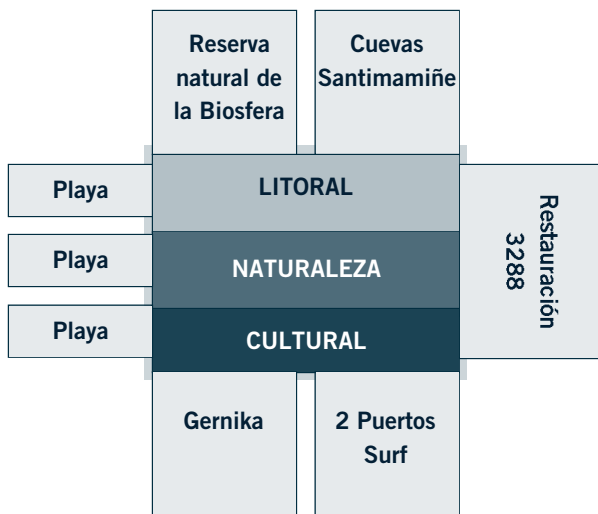 Reserva
natural de
la Biosfera
Cuevas
Santimamiñe
Playa
LITORAL
Restauración
3288
Playa
NATURALEZA
Playa
CULTURAL
Gernika
2 Puertos
Surf